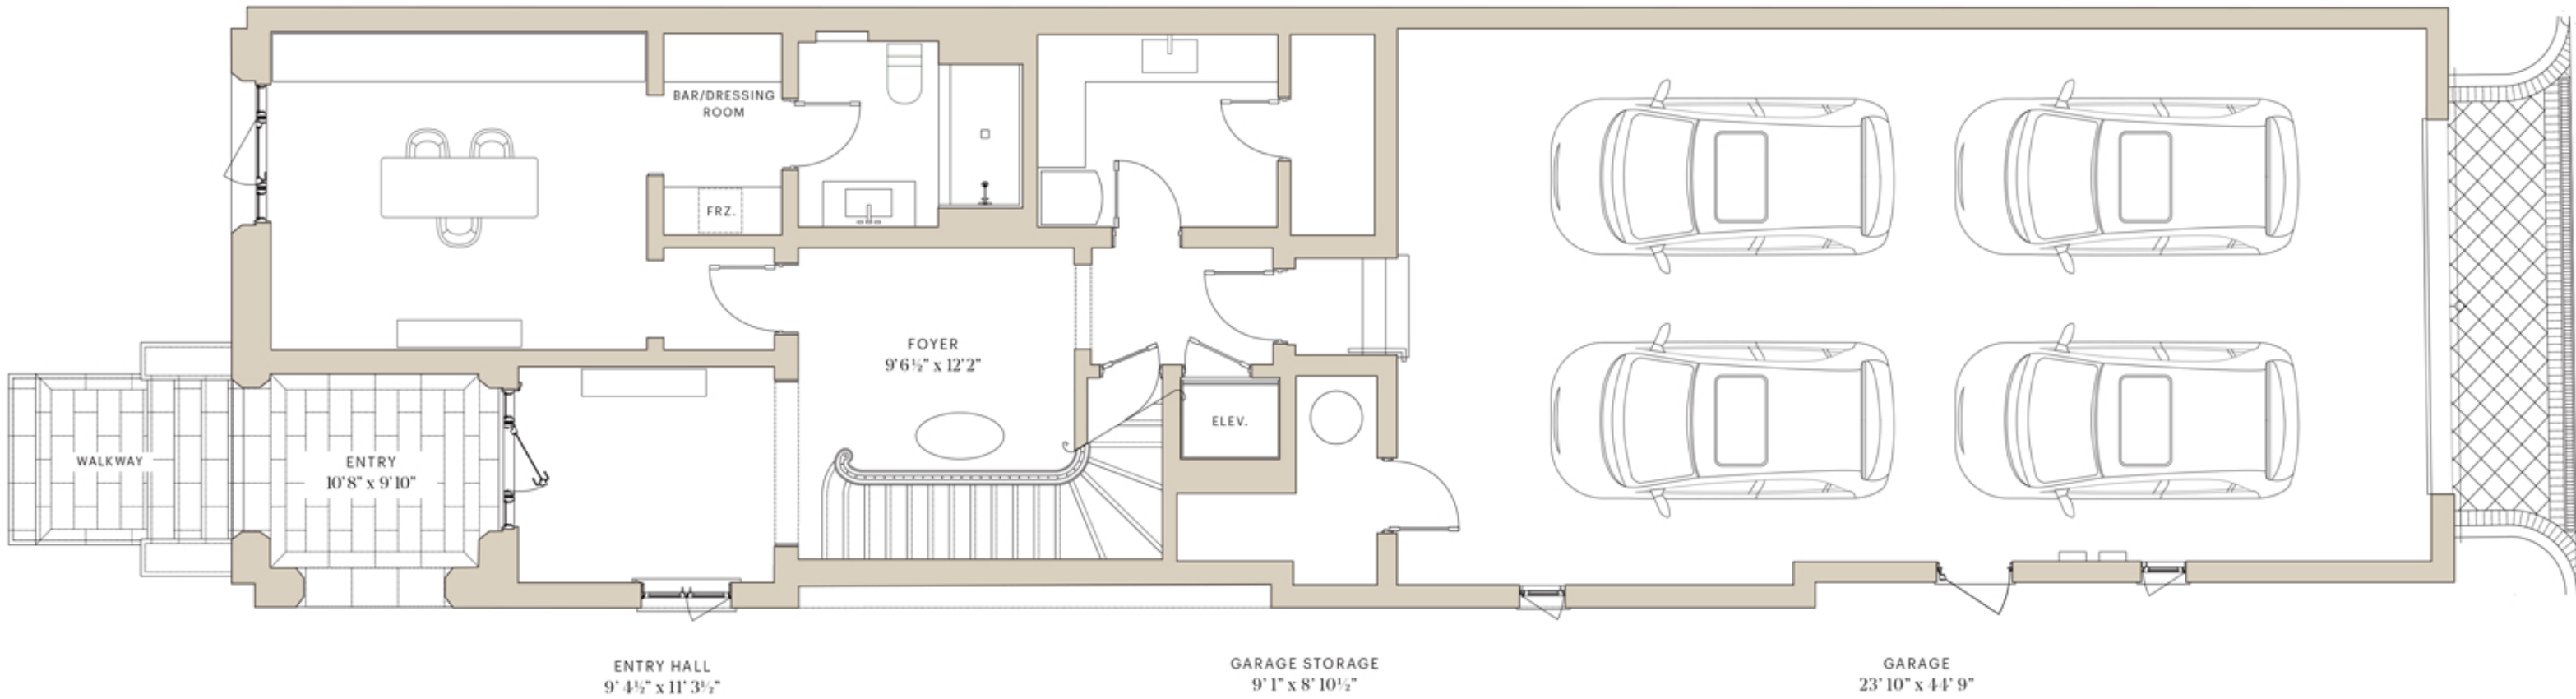 BAR/DRESSING
ROOM
FRZ.
FOYER
9'6½" x 12'2"
ELEV.
WALKWAY
ENTRY
10'8" x 9'10"
ENTRY HALL
9' 4½" x 11' 3½"
GARAGE STORAGE
9' 1" x 8' 10½"
GARAGE
23' 10" x 44' 9"